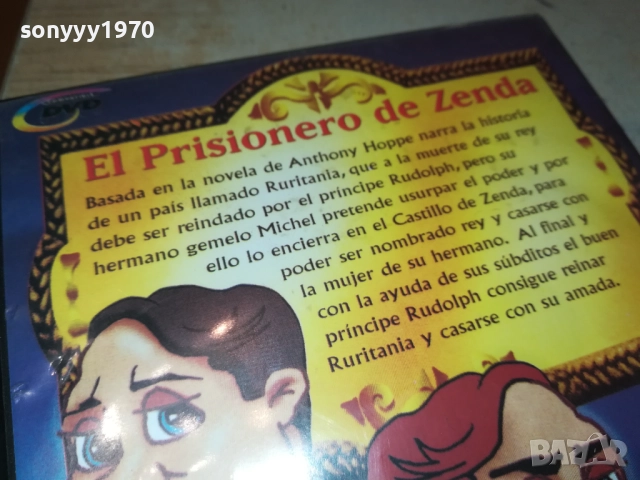 sonyyy1970
DVD
El Prisionero de Zenda
Basada en la novela de Anthony Hoppe narra la historia
de un país llamado Ruritania, que a la muerte de su rey
debe ser reindado por el príncipe Rudolph, pero su
hermano gemelo Michel pretende usurpar el poder y por
ello lo encierra en el Castillo de Zenda, para
poder ser nombrado rey y casarse con
la mujer de su hermano. Al final y
con la ayuda de sus súbditos el buen
príncipe Rudolph consigue reinar
Ruritania y casarse con su amada.
BAZAR